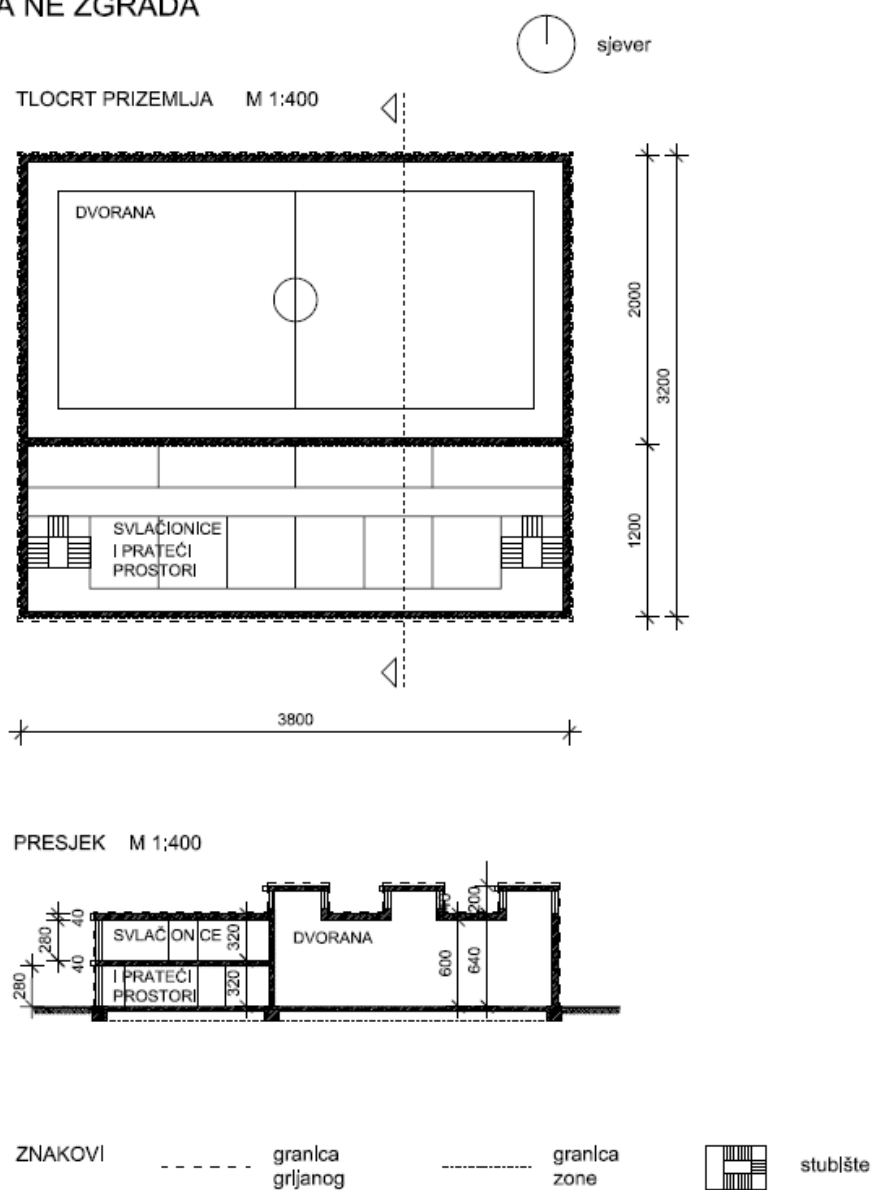 A NE ZGRADA
sjever
TLOCRT PRIZEMLJA M 1:400
DVORANA
2000
3200
SVLAČIONICE
I PRATEĆI
PROSTORI
1200
3800
PRESJEK M 1:400
40
280
SVLAČIONICE
320
DVORANA
200
600
640
40
280
I PRATEĆI
PROSTORI
320
ZNAKOVI
granica
grijanog
granica
zone
stubište